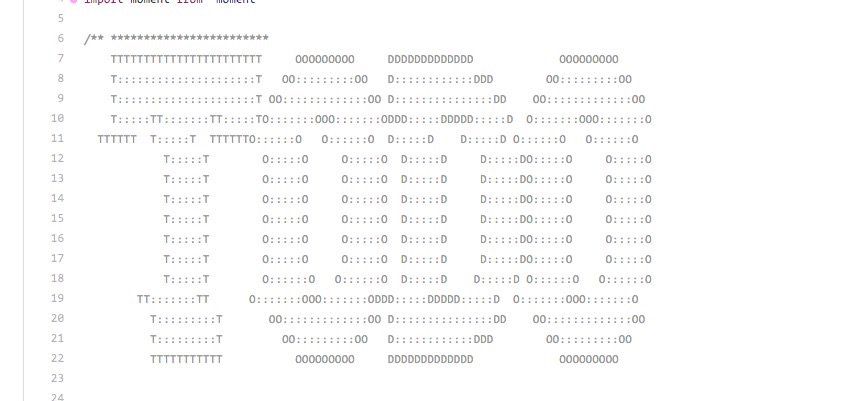 import moment from 'moment'
5
6 /** ************************
7     TTTTTTTTTTTTTTTTTTTTTTT     OOOOOOOOO     DDDDDDDDDDDDD             OOOOOOOOO
8     T:::::::::::::::::::::T   OO:::::::::OO   D::::::::::::DDD        OO:::::::::OO
9     T:::::::::::::::::::::T OO:::::::::::::OO D:::::::::::::::DD    OO:::::::::::::OO
10     T:::::TT:::::::TT:::::TO:::::::OOO:::::::ODDD:::::DDDDD:::::D  O:::::::OOO:::::::O
11   TTTTTT  T:::::T  TTTTTTO::::::O   O::::::O  D:::::D    D:::::D O::::::O   O::::::O
12             T:::::T        O:::::O     O:::::O  D:::::D     D:::::DO:::::O     O:::::O
13             T:::::T        O:::::O     O:::::O  D:::::D     D:::::DO:::::O     O:::::O
14             T:::::T        O:::::O     O:::::O  D:::::D     D:::::DO:::::O     O:::::O
15             T:::::T        O:::::O     O:::::O  D:::::D     D:::::DO:::::O     O:::::O
16             T:::::T        O:::::O     O:::::O  D:::::D     D:::::DO:::::O     O:::::O
17             T:::::T        O:::::O     O:::::O  D:::::D     D:::::DO:::::O     O:::::O
18             T:::::T        O::::::O   O::::::O  D:::::D    D:::::D O::::::O   O::::::O
19         TT:::::::TT      O:::::::OOO:::::::ODDD:::::DDDDD:::::D  O:::::::OOO:::::::O
20           T:::::::::T       OO:::::::::::::OO D:::::::::::::::DD    OO:::::::::::::OO
21           T:::::::::T         OO:::::::::OO   D::::::::::::DDD        OO:::::::::OO
22           TTTTTTTTTTT           OOOOOOOOO     DDDDDDDDDDDDD             OOOOOOOOO
23
24